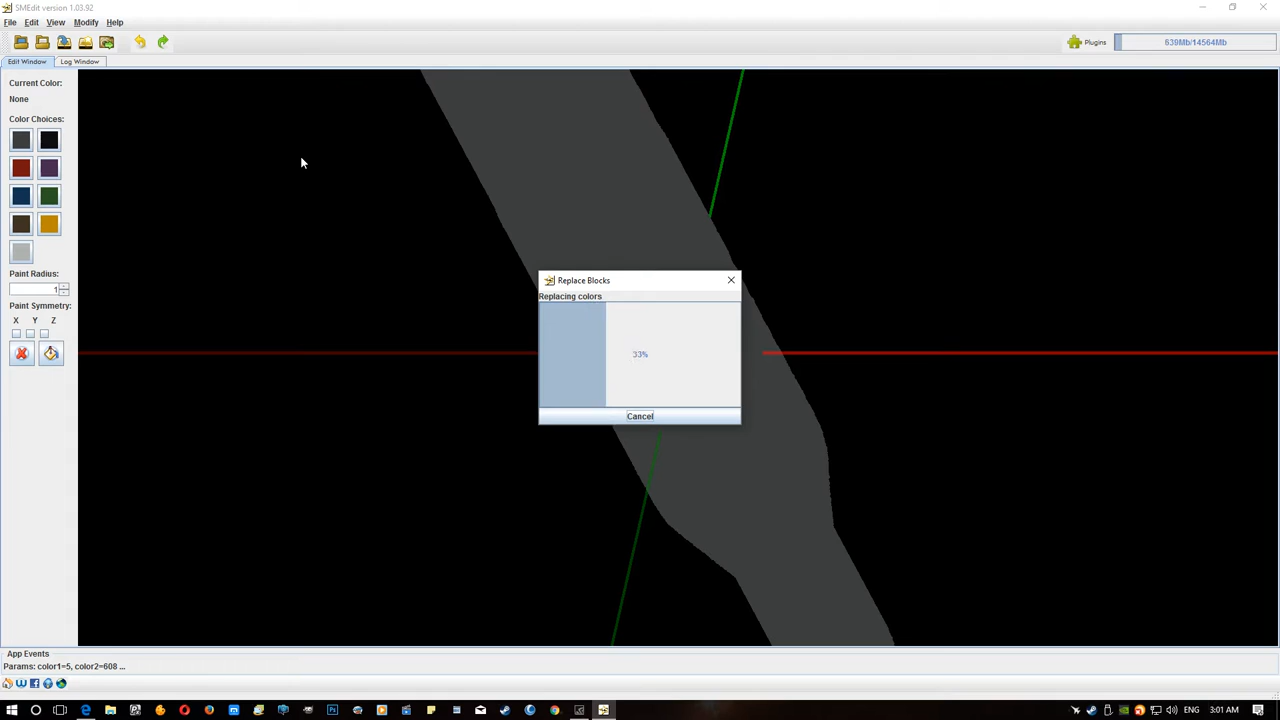 SMEdit version 1.03.92
File Edit View Modify Help
Plugins 639Mb/14564Mb
Edit Window Log Window
Current Color:
None
Color Choices:
Paint Radius:
1
Paint Symmetry:
X Y Z
Replace Blocks
Replacing colors
33%
Cancel
App Events
Params: color1=5, color2=608 ...
ENG 3:01 AM